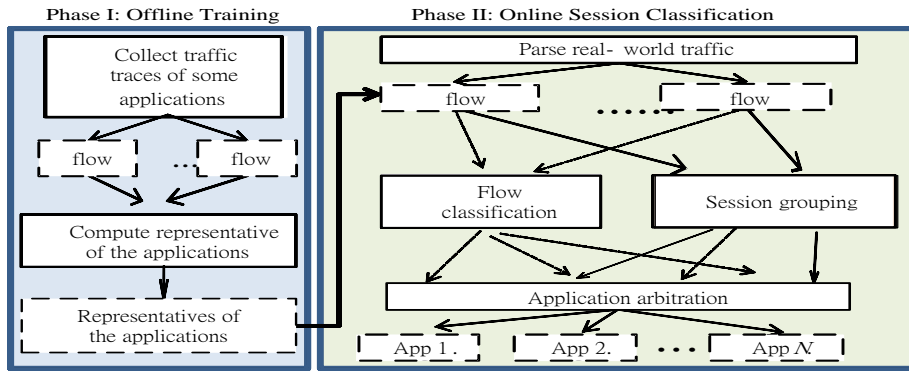 Phase I: Offline Training
Collect traffic
traces of some
applications
flow
...
flow
Compute representative
of the applications
Representatives of
the applications
Phase II: Online Session Classification
Parse real- world traffic
flow
......
flow
Flow
classification
Session grouping
Application arbitration
App 1.
App 2.
....
App N.